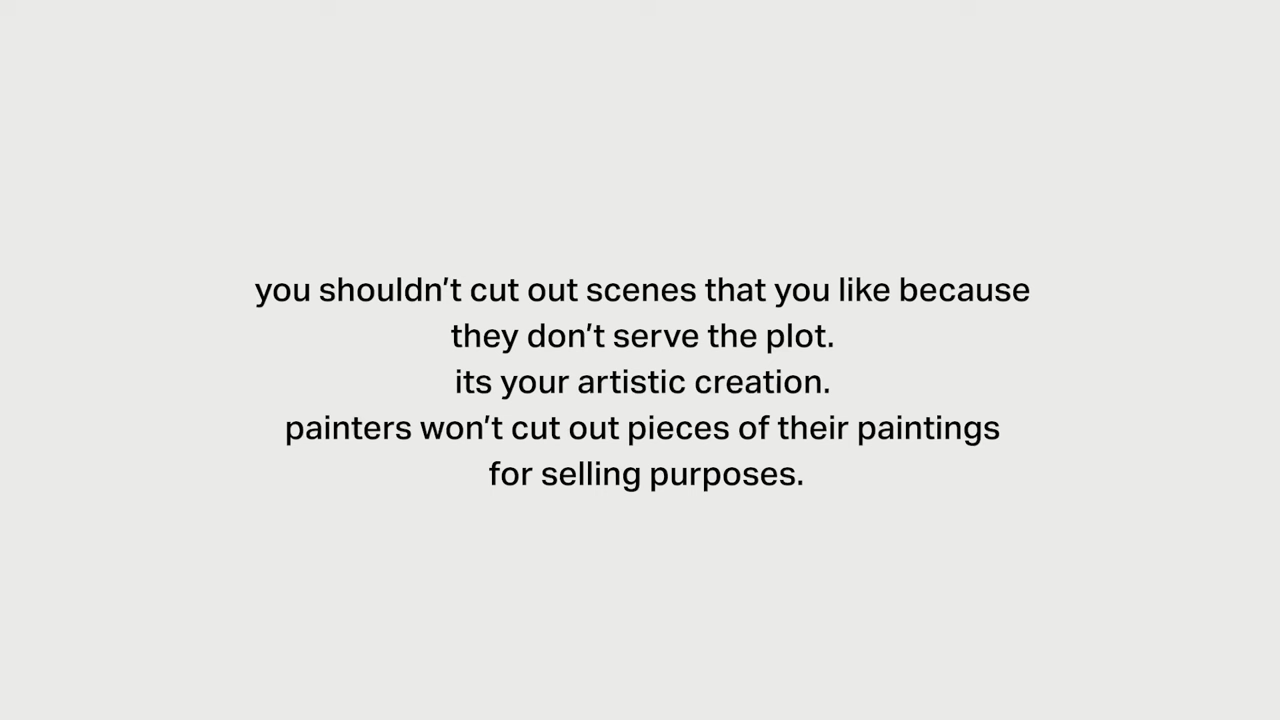 you shouldn’t cut out scenes that you like because
they don’t serve the plot.
its your artistic creation.
painters won’t cut out pieces of their paintings
for selling purposes.